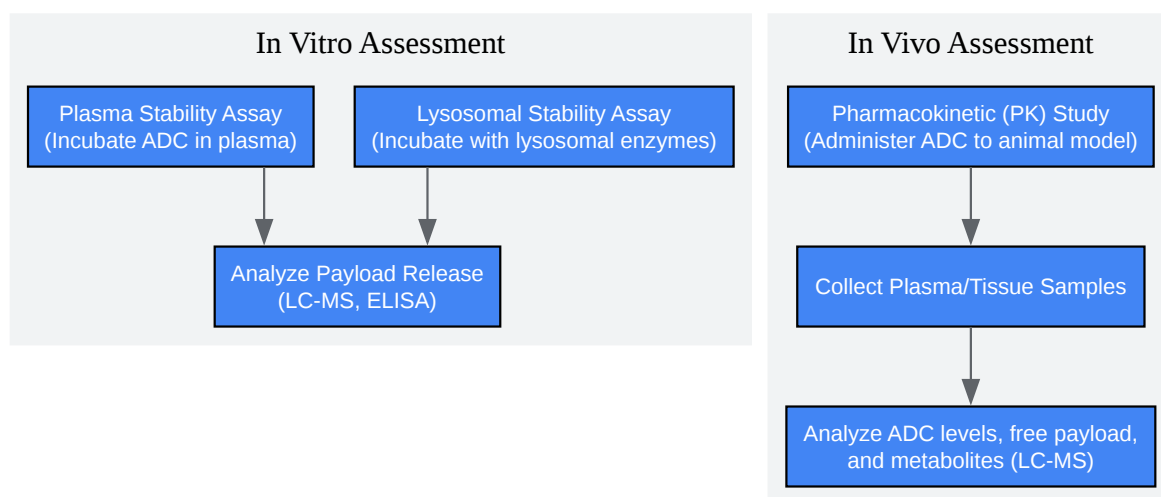 In Vitro Assessment
Plasma Stability Assay
(Incubate ADC in plasma)
Lysosomal Stability Assay
(Incubate with lysosomal enzymes)
Analyze Payload Release
(LC-MS, ELISA)
In Vivo Assessment
Pharmacokinetic (PK) Study
(Administer ADC to animal model)
Collect Plasma/Tissue Samples
Analyze ADC levels, free payload,
and metabolites (LC-MS)